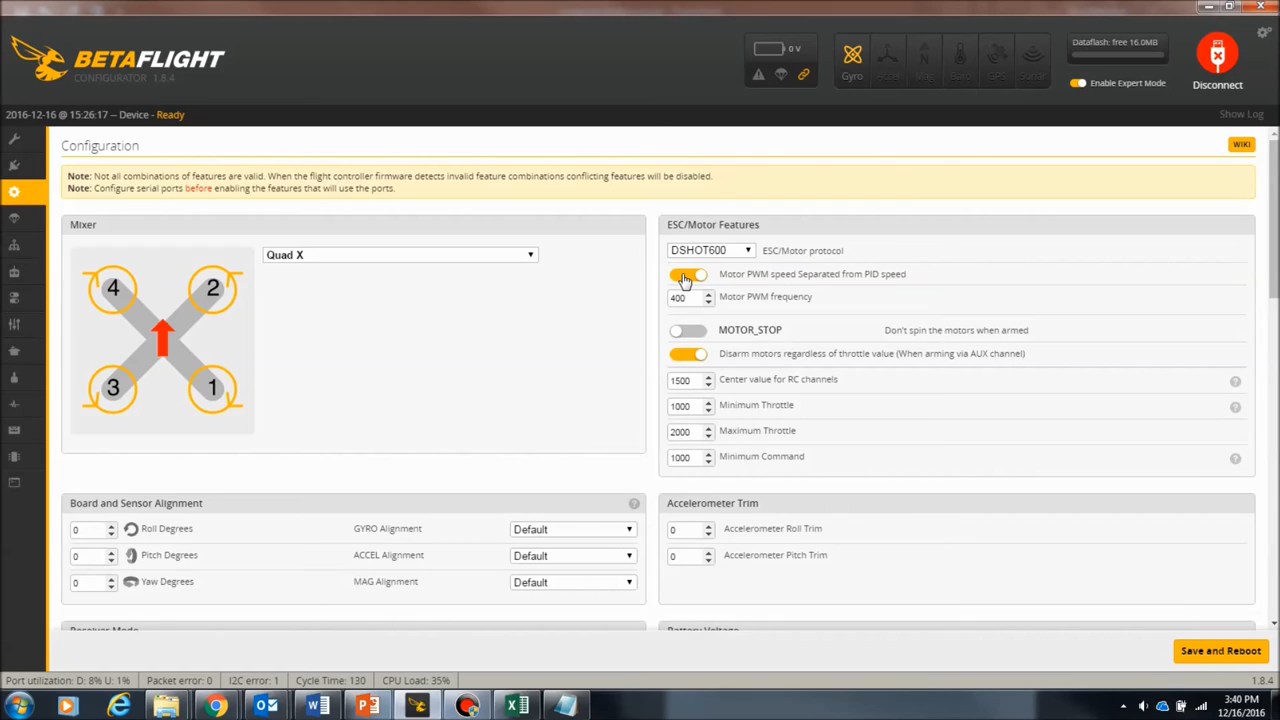 BETAFLIGHT
CONFIGURATOR 1.8.4
0 V
Gyro
Accel
Mag
Baro
GPS
Sonar
Dataflash: free 16.0MB
Enable Expert Mode
Disconnect
2016-12-16 @ 15:26:17 -- Device - Ready
Show Log
Configuration
WIKI
Note: Not all combinations of features are valid. When the flight controller firmware detects invalid feature combinations conflicting features will be disabled.
Note: Configure serial ports before enabling the features that will use the ports.
Mixer
Quad X
4
2
3
1
ESC/Motor Features
DSHOT600
ESC/Motor protocol
Motor PWM speed Separated from PID speed
400 Motor PWM frequency
MOTOR_STOP Don't spin the motors when armed
Disarm motors regardless of throttle value (When arming via AUX channel)
1500 Center value for RC channels
1000 Minimum Throttle
2000 Maximum Throttle
1000 Minimum Command
Board and Sensor Alignment
0 Roll Degrees GYRO Alignment Default
0 Pitch Degrees ACCEL Alignment Default
0 Yaw Degrees MAG Alignment Default
Accelerometer Trim
0 Accelerometer Roll Trim
0 Accelerometer Pitch Trim
Receiver Mode
Battery Voltage
Save and Reboot
Port utilization: D: 8% U: 1%
Packet error: 0
I2C error: 1
Cycle Time: 130
CPU Load: 35%
1.8.4
3:40 PM
12/16/2016